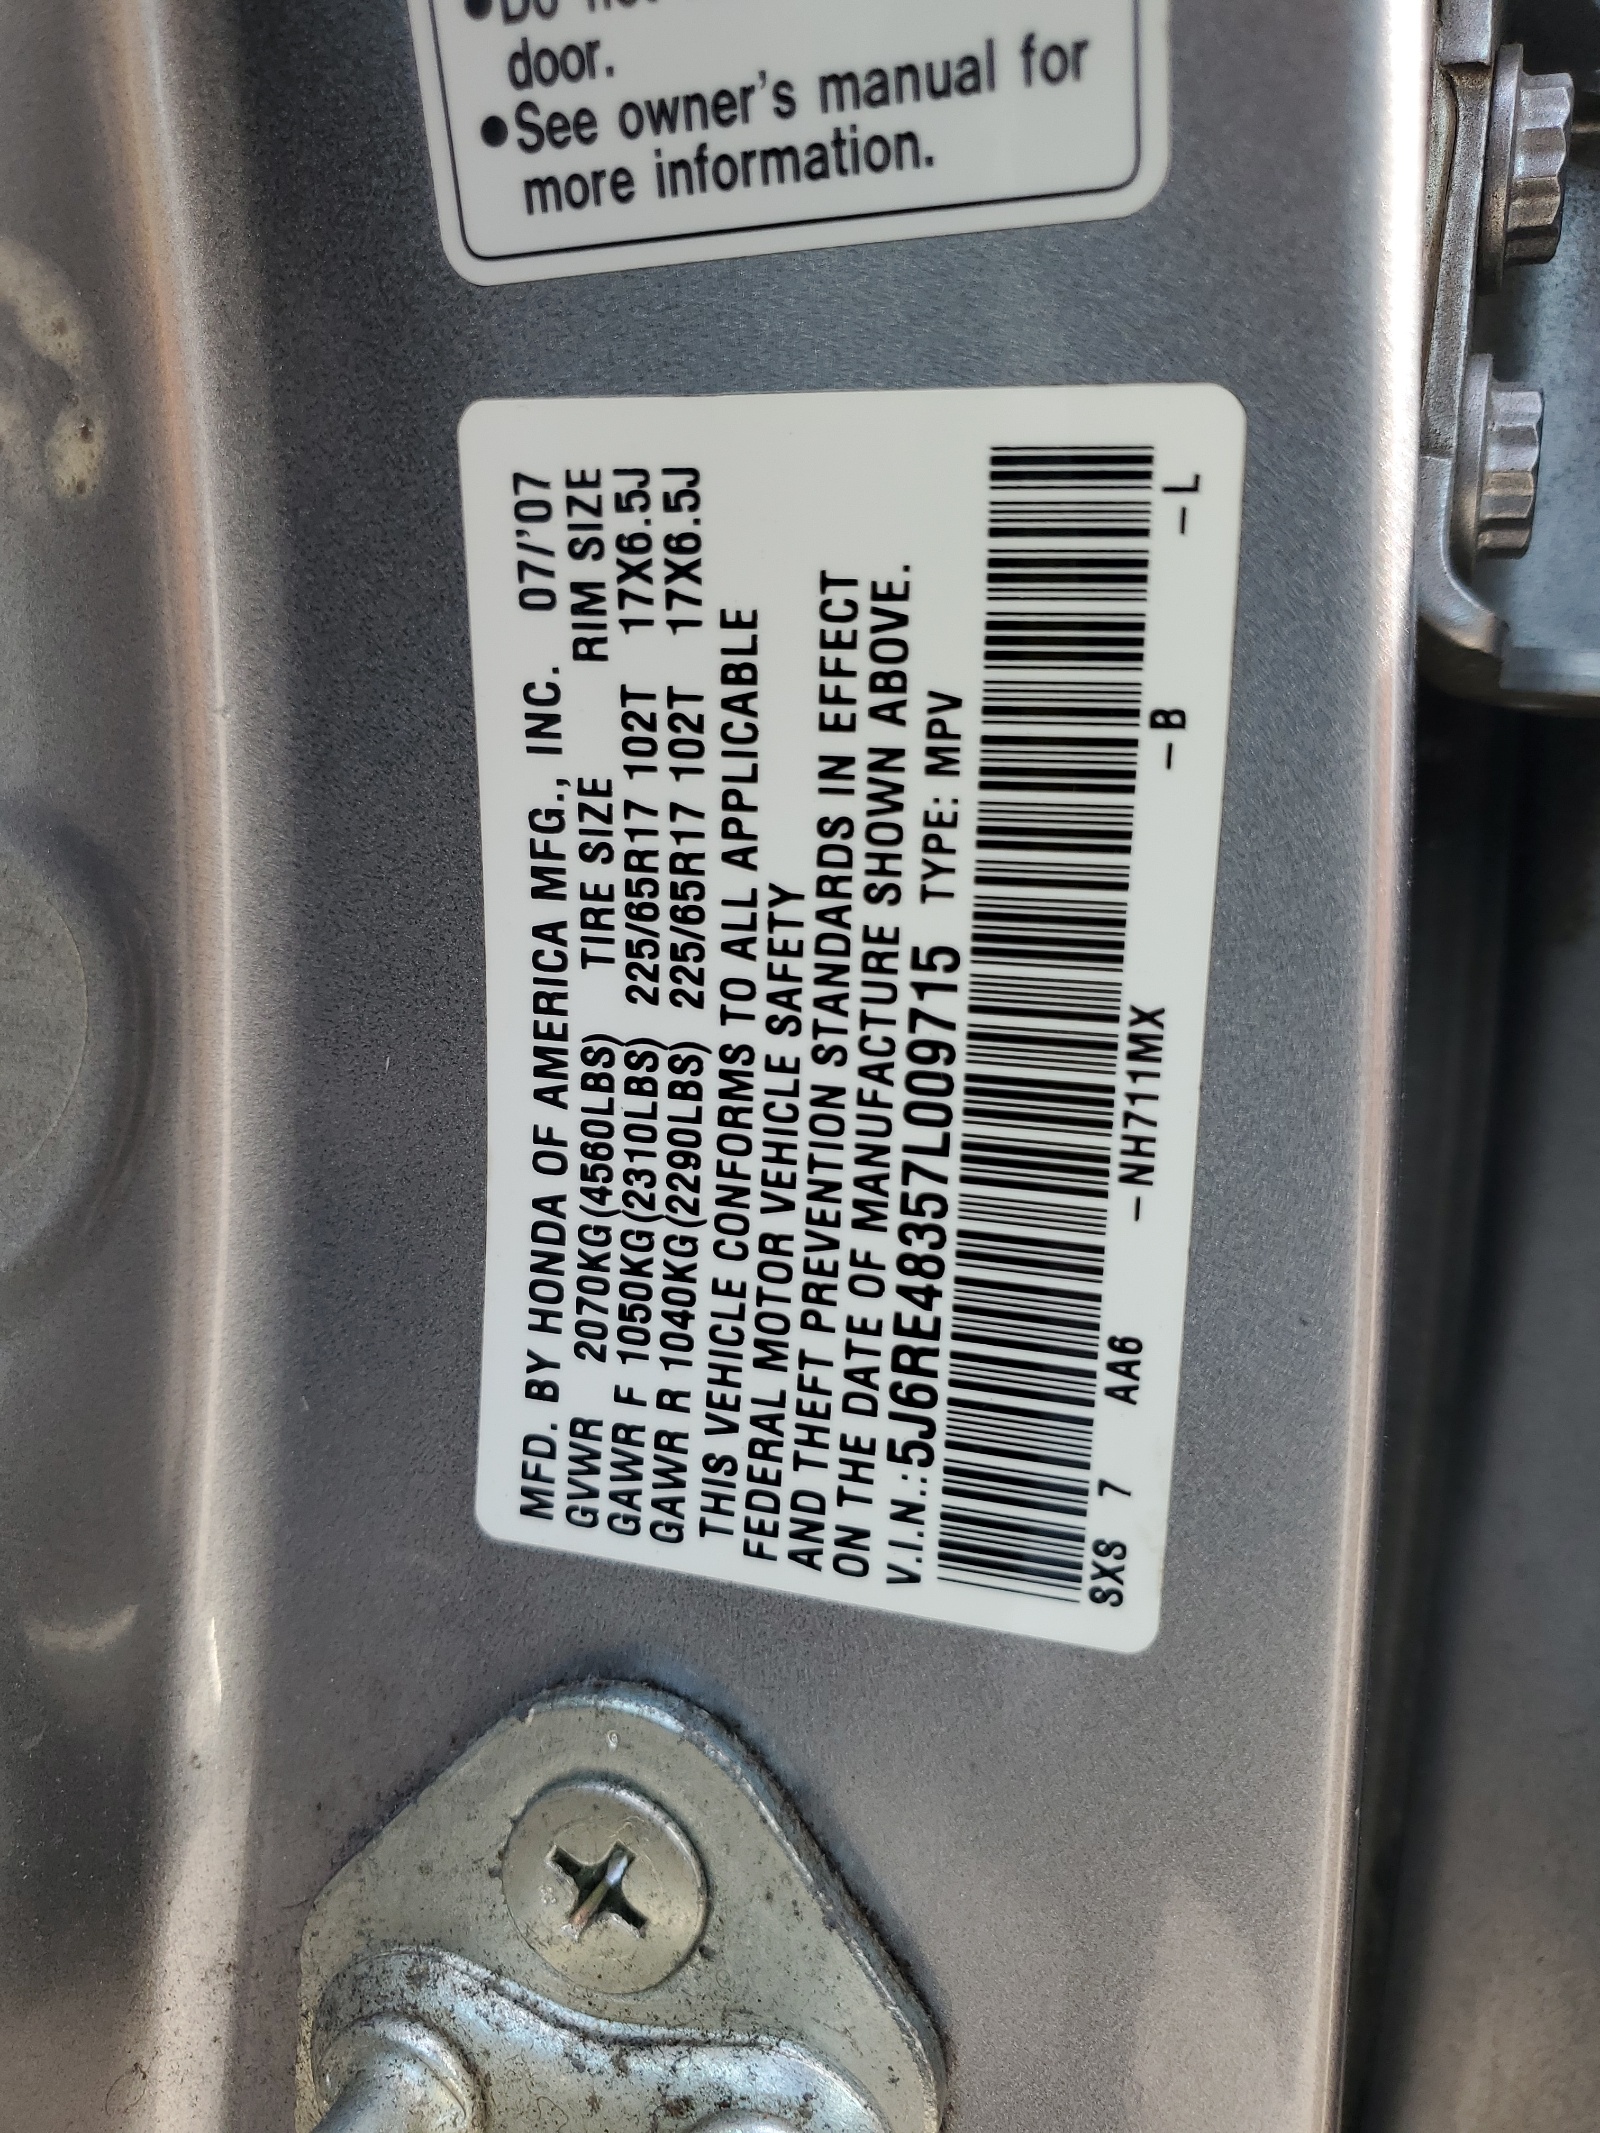 door.
●See owner's manual for
more information.
MFD. BY HONDA OF AMERICA MFG., INC. 07/'07
GVWR 2070KG(4560LBS) TIRE SIZE RIM SIZE
GAWR F 1050KG(2310LBS) 225/65R17 102T 17X6.5J
GAWR R 1040KG(2290LBS) 225/65R17 102T 17X6.5J
THIS VEHICLE CONFORMS TO ALL APPLICABLE
FEDERAL MOTOR VEHICLE SAFETY
AND THEFT PREVENTION STANDARDS IN EFFECT
ON THE DATE OF MANUFACTURE SHOWN ABOVE.
V.I.N.:5J6RE48357L009715 TYPE: MPV
SXS 7 AA6 -NH711MX -B -L